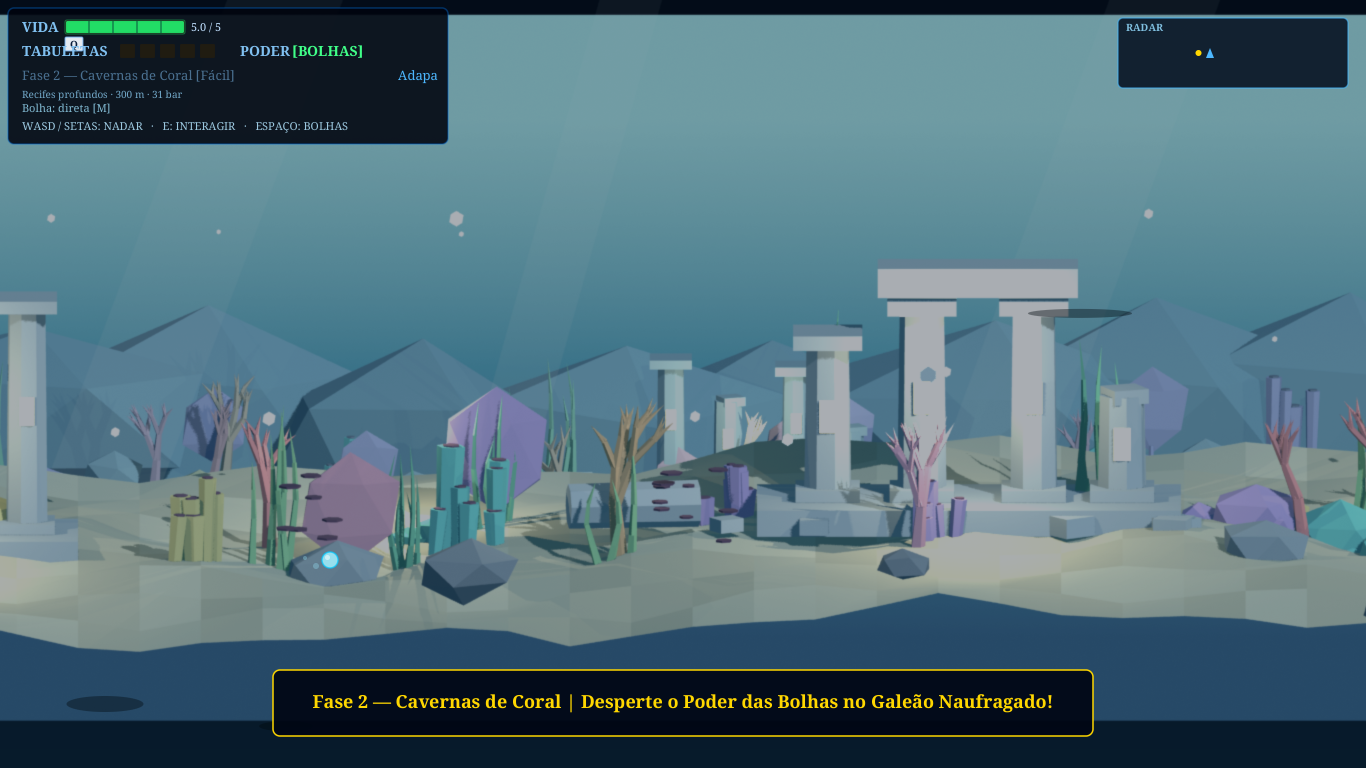 VIDA 5.0 / 5
TABULETAS PODER [BOLHAS]
Fase 2 — Cavernas de Coral [Fácil] Adapa
Recifes profundos · 300 m · 31 bar
Bolha: direta [M]
WASD / SETAS: NADAR · E: INTERAGIR · ESPAÇO: BOLHAS
RADAR
Fase 2 — Cavernas de Coral | Desperte o Poder das Bolhas no Galeão Naufragado!